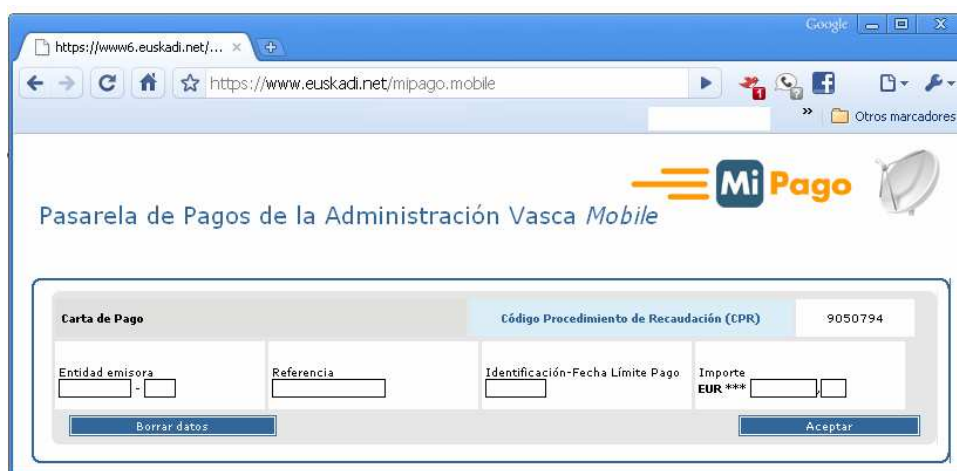 Google
https://www6.euskadi.net/...
https://www.euskadi.net/mipago.mobile
1
?
» Otros marcadores
Mi Pago
Pasarela de Pagos de la Administración Vasca Mobile
Carta de Pago Código Procedimiento de Recaudación (CPR) 9050794
Entidad emisora Referencia Identificación-Fecha Límite Pago Importe
- EUR *** ,
Borrar datos Aceptar